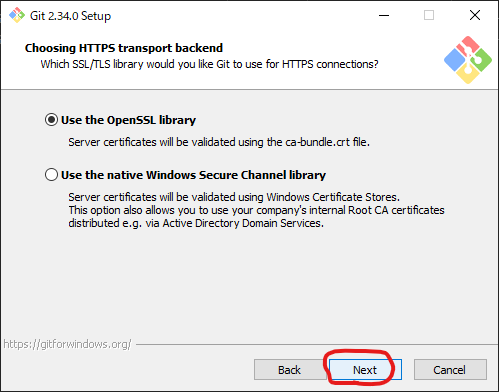 Git 2.34.0 Setup
Choosing HTTPS transport backend
Which SSL/TLS library would you like Git to use for HTTPS connections?
Use the OpenSSL library
Server certificates will be validated using the ca-bundle.crt file.
Use the native Windows Secure Channel library
Server certificates will be validated using Windows Certificate Stores.
This option also allows you to use your company's internal Root CA certificates
distributed e.g. via Active Directory Domain Services.
https://gitforwindows.org/
Back Next Cancel